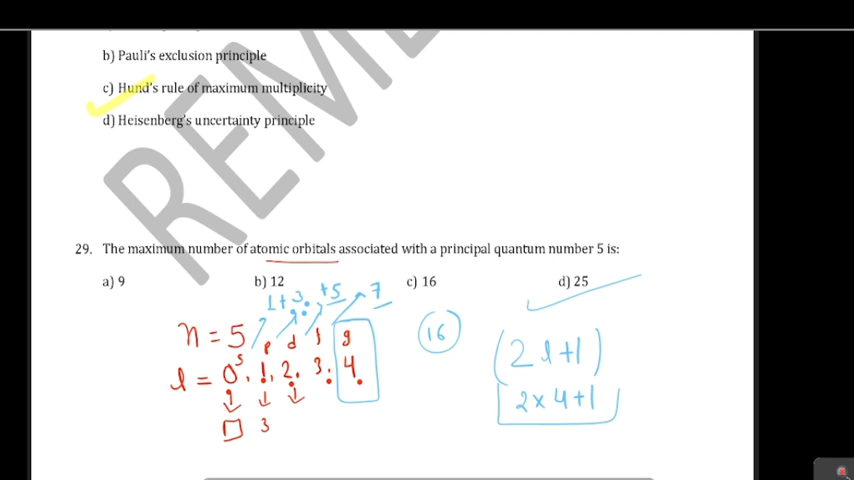 b) Pauli's exclusion principle
c) Hund's rule of maximum multiplicity
d) Heisenberg's uncertainty principle
REME
29. The maximum number of atomic orbitals associated with a principal quantum number 5 is:
a) 9 b) 12 c) 16 d) 25
1 + 3 + 5 7
n = 5
s p d f g
l = 0, 1, 2, 3, 4
3
16
(2l+1)
2 x 4+1